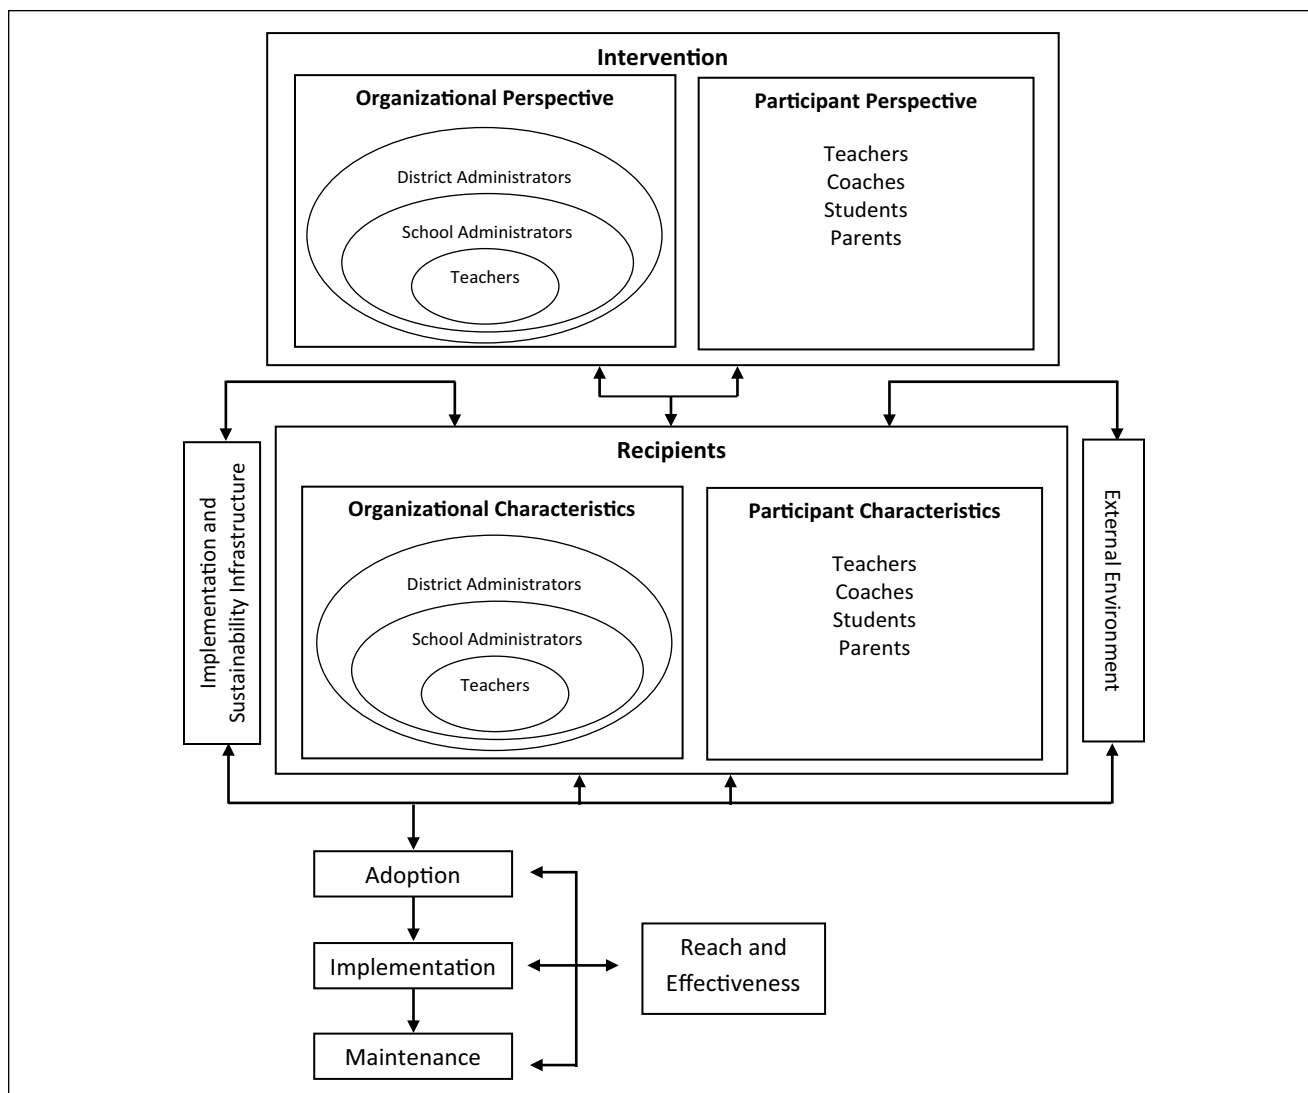 Intervention
Organizational Perspective
District Administrators
School Administrators
Teachers
Participant Perspective
Teachers
Coaches
Students
Parents
Implementation and
Sustainability Infrastructure
Recipients
Organizational Characteristics
District Administrators
School Administrators
Teachers
Participant Characteristics
Teachers
Coaches
Students
Parents
External Environment
Adoption
Implementation
Maintenance
Reach and
Effectiveness